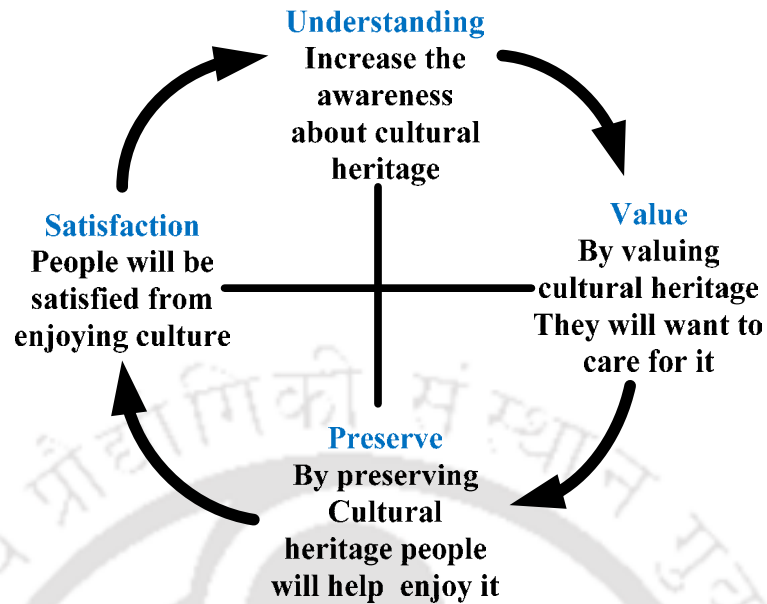 Understanding
Increase the
awareness
about cultural
heritage
Value
By valuing
cultural heritage
They will want to
care for it
Preserve
By preserving
Cultural
heritage people
will help enjoy it
Satisfaction
People will be
satisfied from
enjoying culture
प्रौद्योगिकी संस्थान